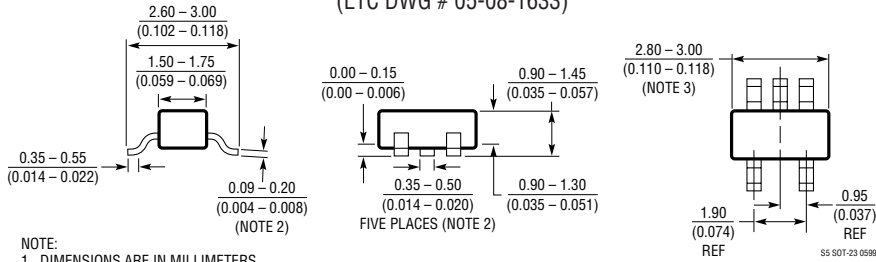 (LTC DWG # 05-08-1633)
2.60 – 3.00
(0.102 – 0.118)
1.50 – 1.75
(0.059 – 0.069)
0.35 – 0.55
(0.014 – 0.022)
0.09 – 0.20
(0.004 – 0.008)
(NOTE 2)
0.00 – 0.15
(0.00 – 0.006)
0.90 – 1.45
(0.035 – 0.057)
0.35 – 0.50
(0.014 – 0.020)
FIVE PLACES (NOTE 2)
0.90 – 1.30
(0.035 – 0.051)
2.80 – 3.00
(0.110 – 0.118)
(NOTE 3)
1.90
(0.074)
REF
0.95
(0.037)
REF
S5 SOT-23 0599
NOTE:
1. DIMENSIONS ARE IN MILLIMETERS